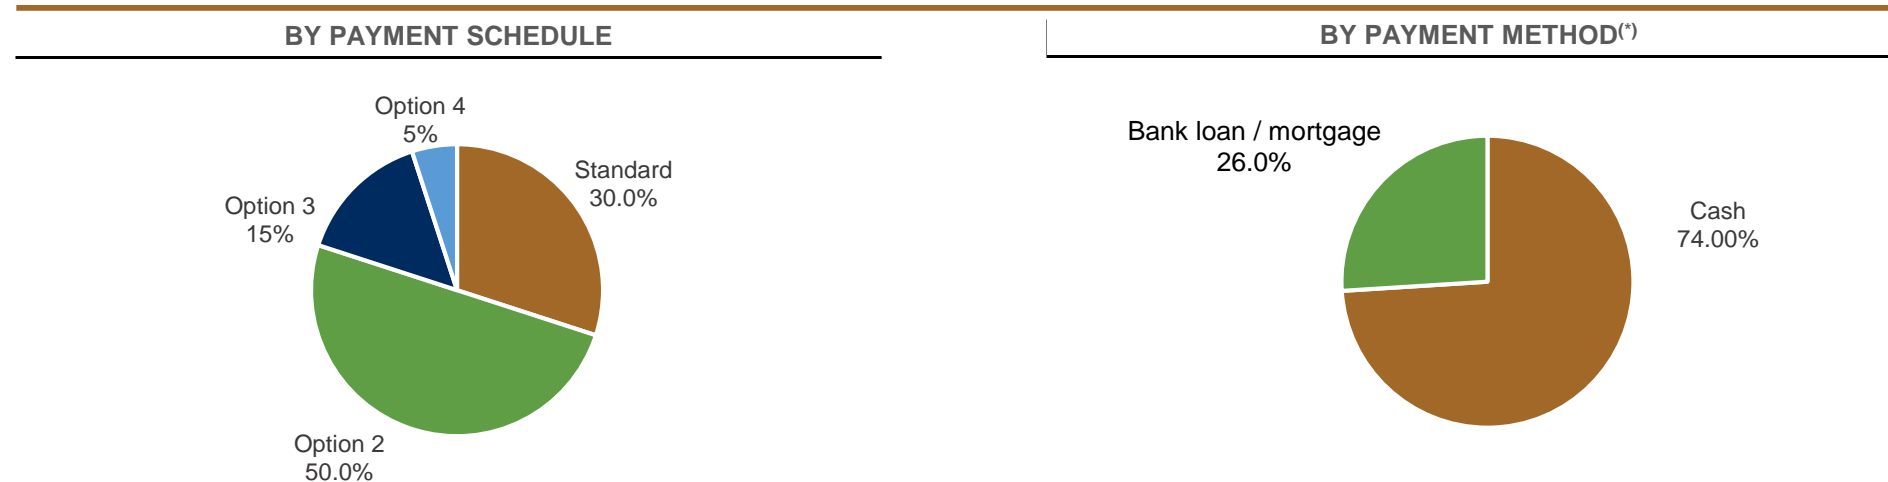 BY PAYMENT SCHEDULE
Option 4
5%
Standard
30.0%
Option 3
15%
Option 2
50.0%
BY PAYMENT METHOD(*)
Bank loan / mortgage
26.0%
Cash
74.00%